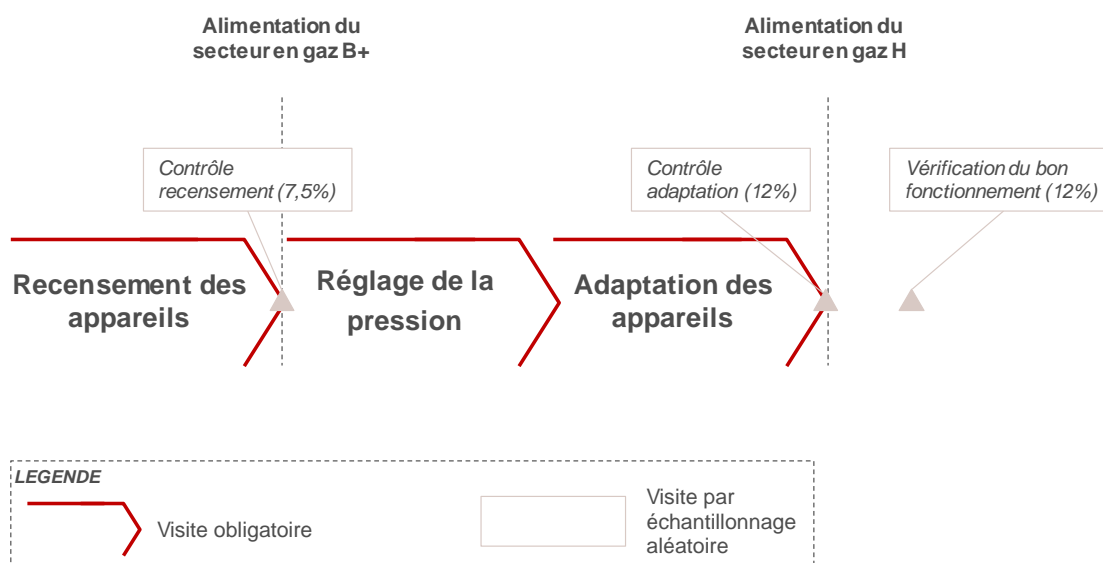 Alimentation du
secteur en gaz B+
Alimentation du
secteur en gaz H
Contrôle
recensement (7,5%)
Contrôle
adaptation (12%)
Vérification du bon
fonctionnement (12%)
Recensement des
appareils
Réglage de la
pression
Adaptation des
appareils
LEGENDE
Visite obligatoire
Visite par
échantillonnage
aléatoire